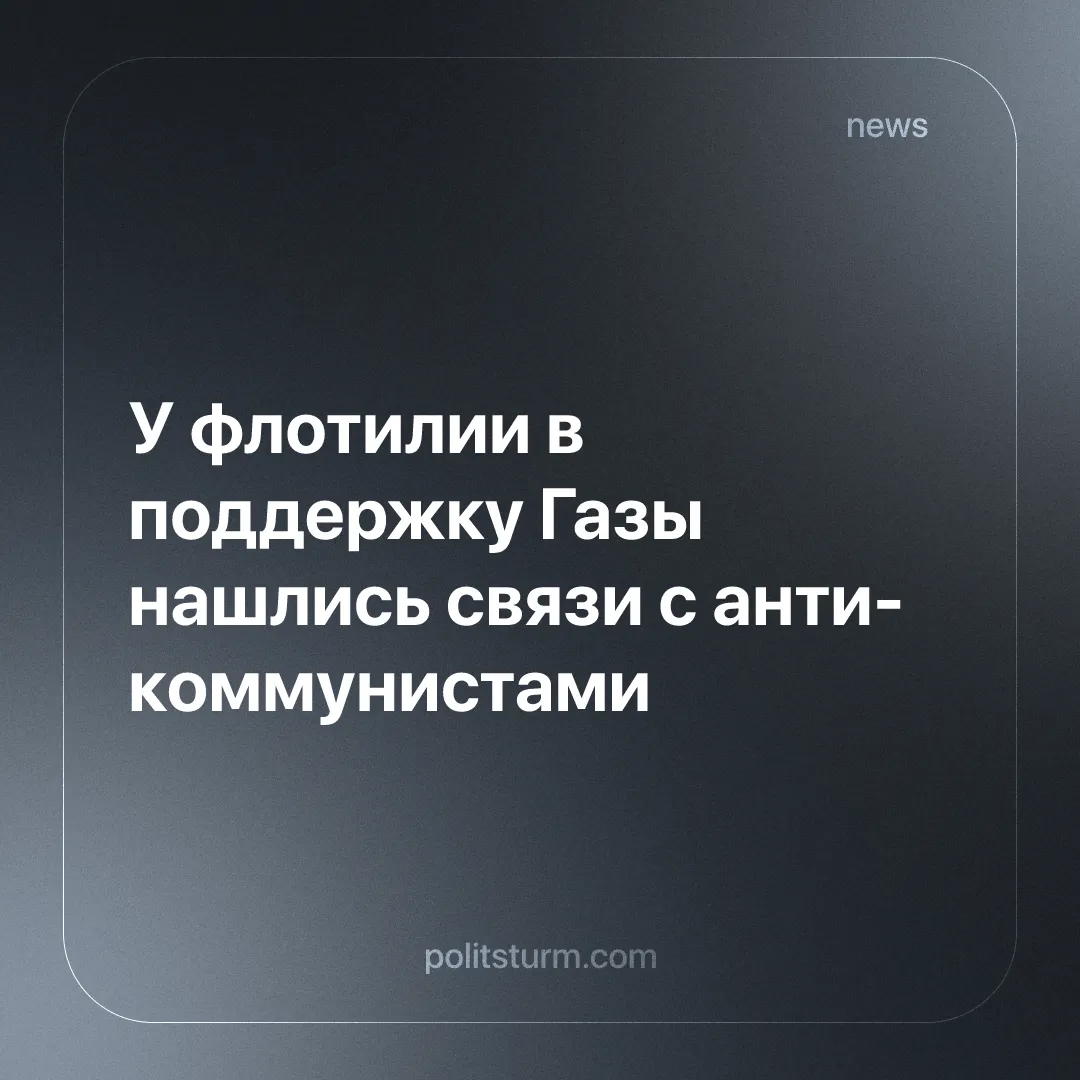 news
У флотилии в
поддержку Газы
нашлись связи с анти-
коммунистами
politsturm.com